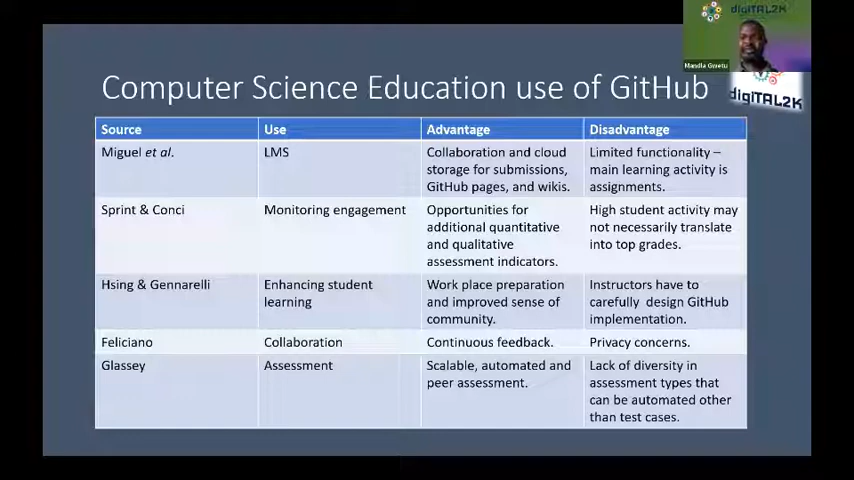 digiTAL2K
Mandla Gwetu
digiTAL2K
Computer Science Education use of GitHub
Source Use Advantage Disadvantage
Miguel et al. LMS Collaboration and cloud Limited functionality –
storage for submissions, main learning activity is
GitHub pages, and wikis. assignments.
Sprint & Conci Monitoring engagement Opportunities for High student activity may
additional quantitative not necessarily translate
and qualitative into top grades.
assessment indicators.
Hsing & Gennarelli Enhancing student Work place preparation Instructors have to
learning and improved sense of carefully design GitHub
community. implementation.
Feliciano Collaboration Continuous feedback. Privacy concerns.
Glassey Assessment Scalable, automated and Lack of diversity in
peer assessment. assessment types that
can be automated other
than test cases.